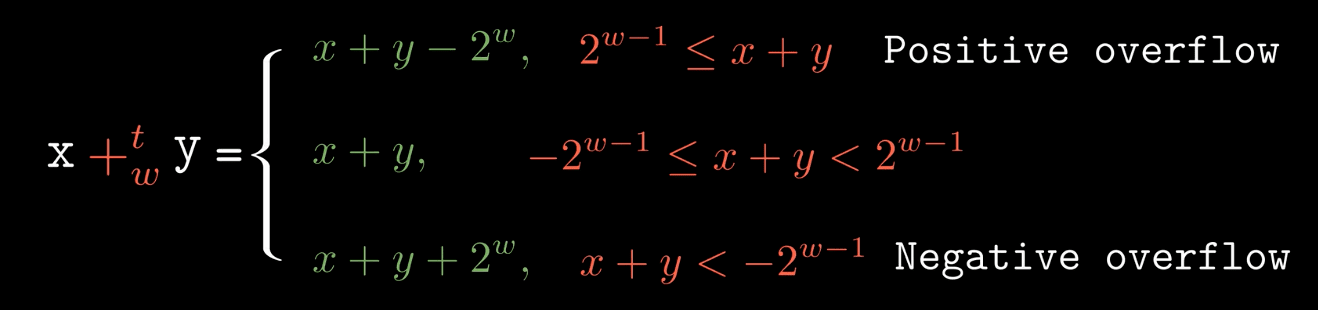 x + y − 2^w, 2^{w−1} ≤ x + y Positive overflow
x +^t_w y = { x + y, −2^{w−1} ≤ x + y < 2^{w−1}
x + y + 2^w, x + y < −2^{w−1} Negative overflow